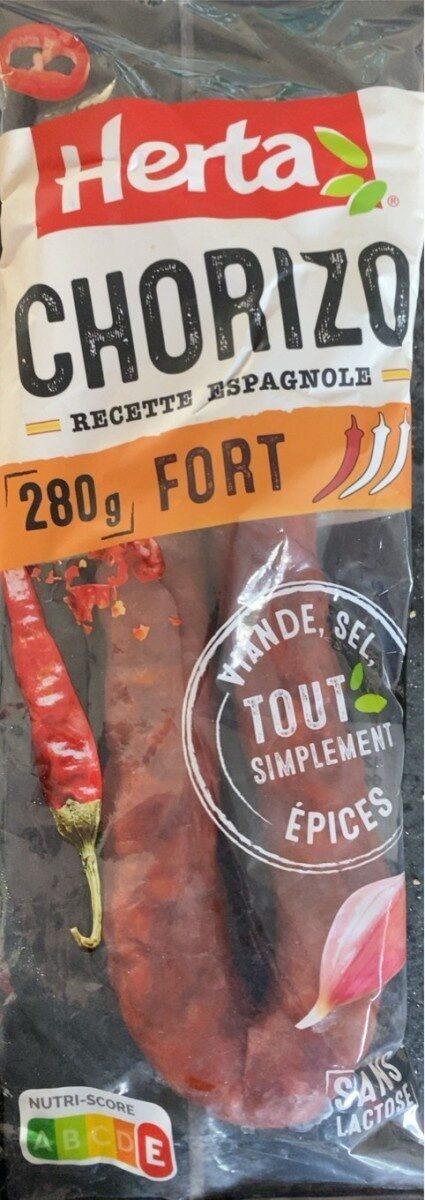 Herta®
CHORIZO
RECETTE ESPAGNOLE
280g FORT
VIANDE, SEL,
TOUT
SIMPLEMENT
ÉPICES
SANS
LACTOSE
NUTRI-SCORE
A B C D E